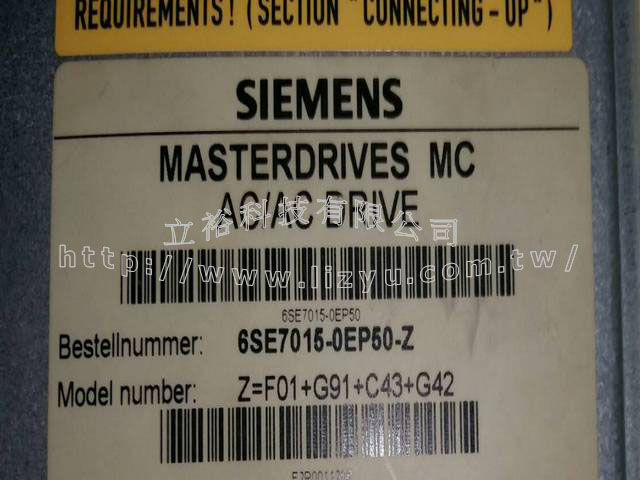 REQUIREMENTS! (SECTION "CONNECTING-UP")
SIEMENS
MASTERDRIVES MC
AC/AC DRIVE
立裕科技有限公司
http://www.lizyu.com.tw/
6SE7015-0EP50
Bestellnummer: 6SE7015-0EP50-Z
Model number: Z=F01+G91+C43+G42